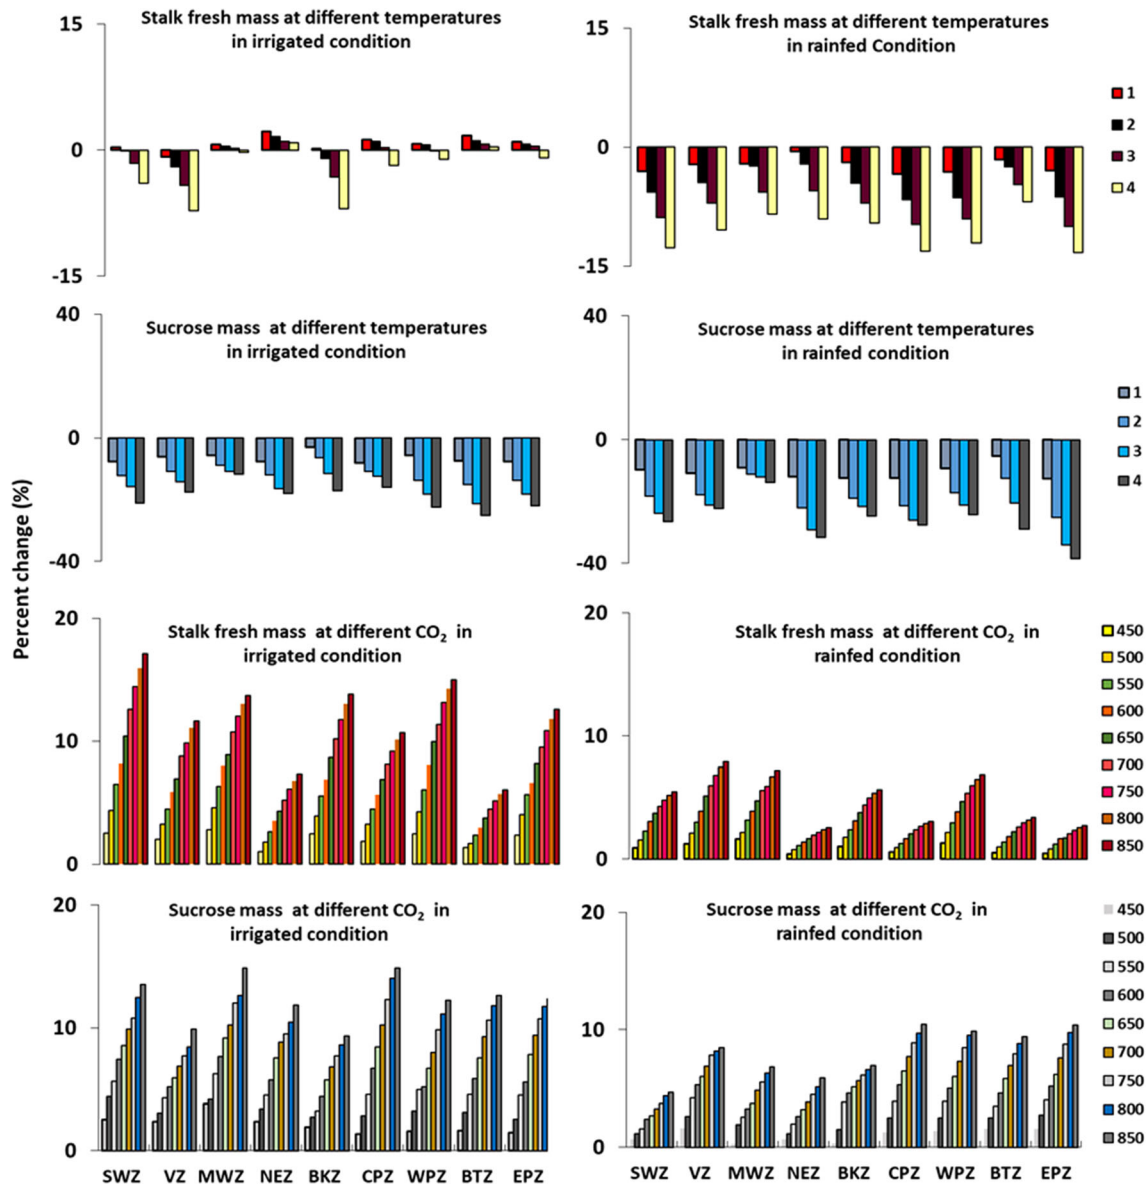 Percent change (%)
Stalk fresh mass at different temperatures
in irrigated condition
15
0
-15
Stalk fresh mass at different temperatures
in rainfed Condition
15
0
-15
1
2
3
4
Sucrose mass at different temperatures
in irrigated condition
40
0
-40
Sucrose mass at different temperatures
in rainfed condition
40
0
-40
1
2
3
4
Stalk fresh mass at different CO₂ in
irrigated condition
20
10
0
Stalk fresh mass at different CO₂ in
rainfed condition
20
10
0
450
500
550
600
650
700
750
800
850
Sucrose mass at different CO₂ in
irrigated condition
20
10
0
SWZ VZ MWZ NEZ BKZ CPZ WPZ BTZ EPZ
Sucrose mass at different CO₂ in
rainfed condition
20
10
0
SWZ VZ MWZ NEZ BKZ CPZ WPZ BTZ EPZ
450
500
550
600
650
700
750
800
850